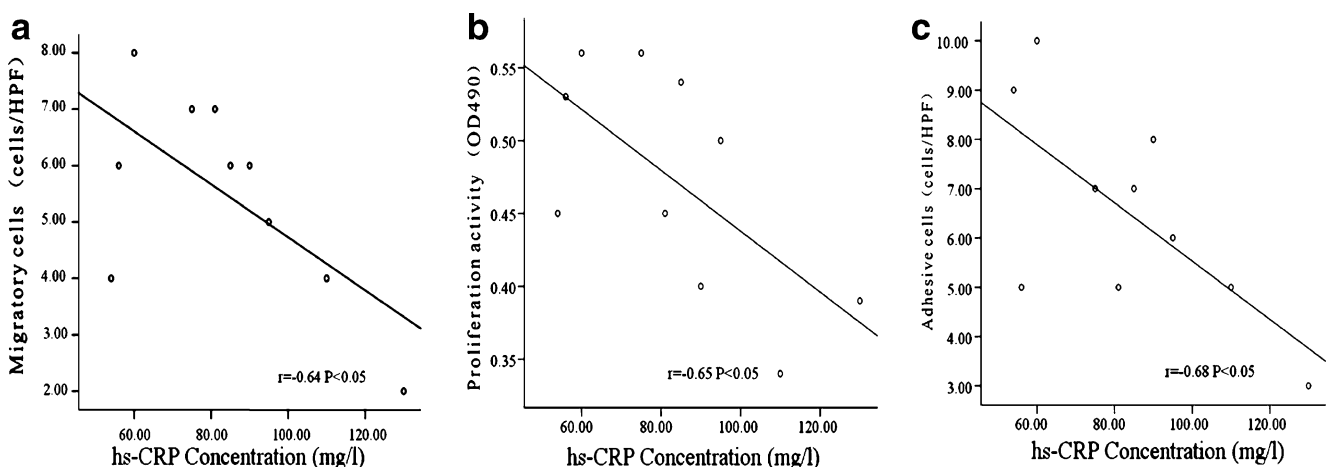 a
Migratory cells (cells/HPF)
8.00
7.00
6.00
5.00
4.00
3.00
2.00
r=-0.64 P<0.05
60.00 80.00 100.00 120.00
hs-CRP Concentration (mg/l)
b
Proliferation activity (OD490)
0.55
0.50
0.45
0.40
0.35
r=-0.65 P<0.05
60.00 80.00 100.00 120.00
hs-CRP Concentration (mg/l)
c
Adhesive cells (cells/HPF)
10.00
9.00
8.00
7.00
6.00
5.00
4.00
3.00
r=-0.68 P<0.05
60.00 80.00 100.00 120.00
hs-CRP Concentration (mg/l)